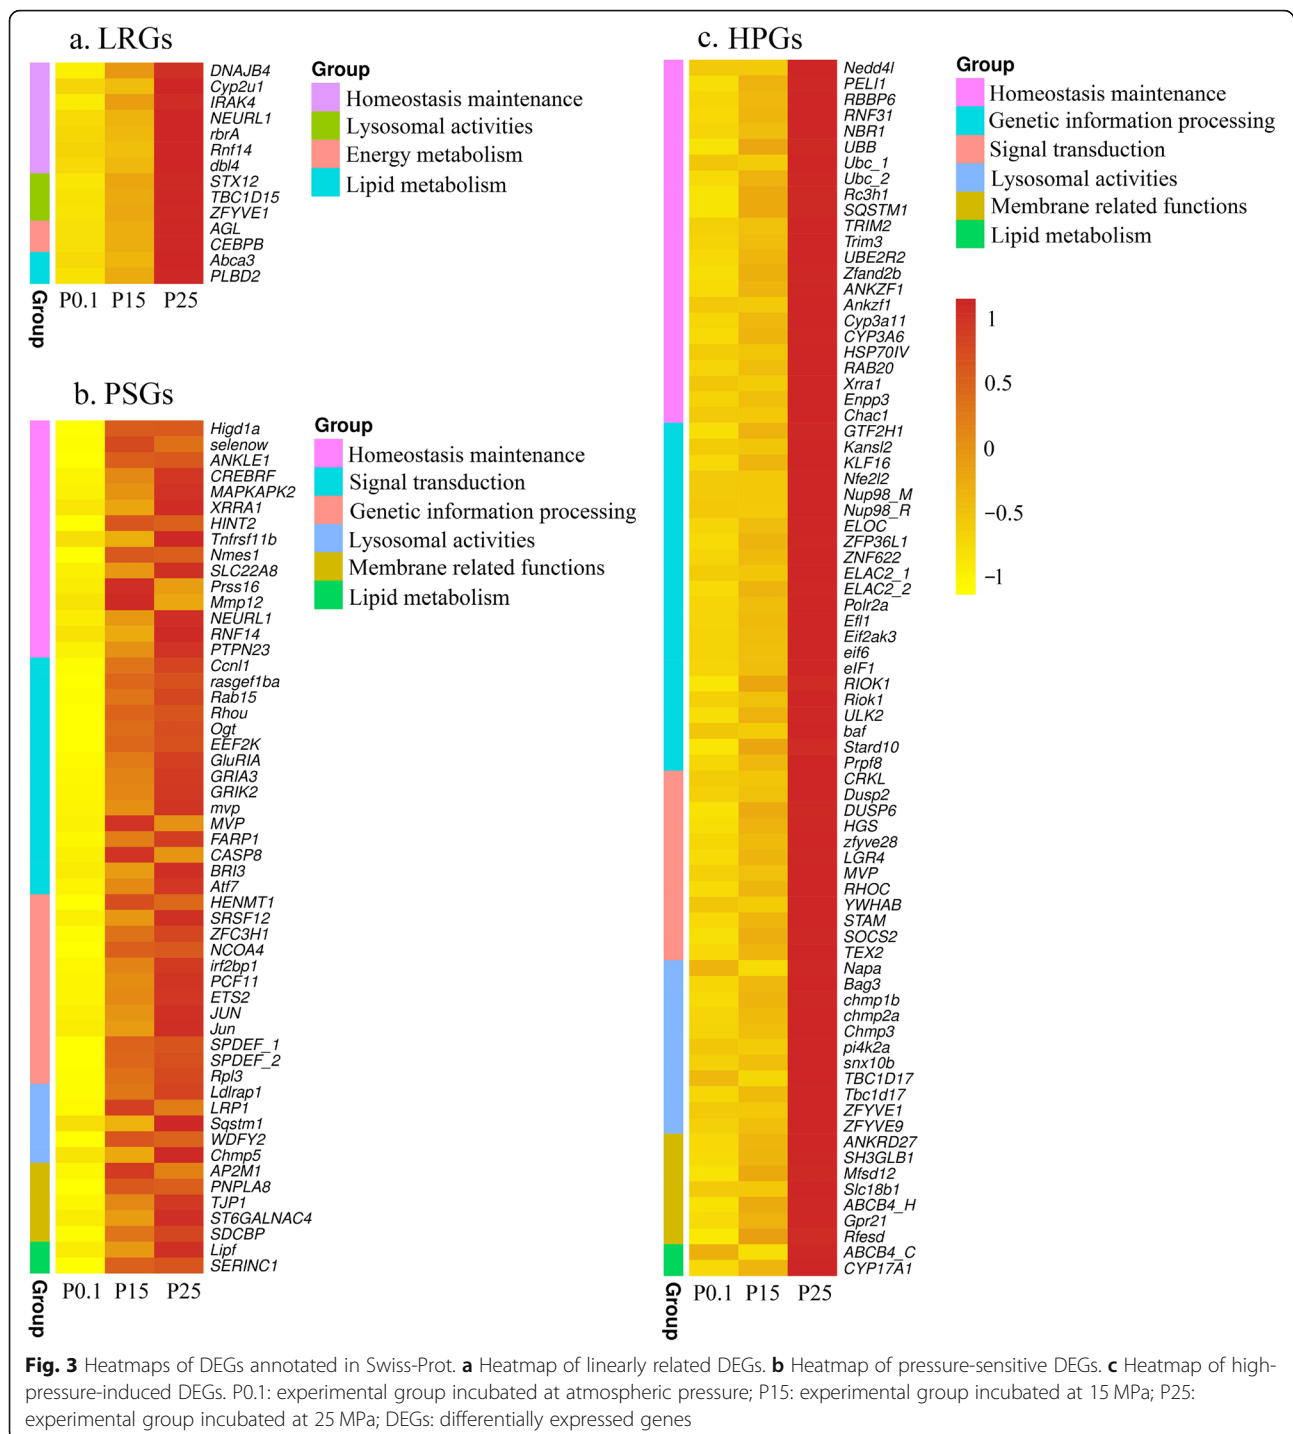 a. LRGs
DNAJB4
Cyp2u1
IRAK4
NEURL1
rbrA
Rnf14
dbl4
STX12
TBC1D15
ZFYVE1
AGL
CEBPB
Abca3
PLBD2
Group
P0.1 P15 P25
Group
Homeostasis maintenance
Lysosomal activities
Energy metabolism
Lipid metabolism
b. PSGs
Higd1a
selenow
ANKLE1
CREBRF
MAPKAPK2
XRRA1
HINT2
Tnfrsf11b
Nmes1
SLC22A8
Prss16
Mmp12
NEURL1
RNF14
PTPN23
Ccnl1
rasgef1ba
Rab15
Rhou
Ogt
EEF2K
GluRIA
GRIA3
GRIK2
mvp
MVP
FARP1
CASP8
BRI3
Atf7
HENMT1
SRSF12
ZFC3H1
NCOA4
irf2bp1
PCF11
ETS2
JUN
Jun
SPDEF_1
SPDEF_2
Rpl3
Ldlrap1
LRP1
Sqstm1
WDFY2
Chmp5
AP2M1
PNPLA8
TJP1
ST6GALNAC4
SDCBP
Lipf
SERINC1
Group
P0.1 P15 P25
Group
Homeostasis maintenance
Signal transduction
Genetic information processing
Lysosomal activities
Membrane related functions
Lipid metabolism
c. HPGs
Nedd4l
PELI1
RBBP6
RNF31
NBR1
UBB
Ubc_1
Ubc_2
Rc3h1
SQSTM1
TRIM2
Trim3
UBE2R2
Zfand2b
ANKZF1
Ankzf1
Cyp3a11
CYP3A6
HSP70IV
RAB20
Xrra1
Enpp3
Chac1
GTF2H1
Kansl2
KLF16
Nfe2l2
Nup98_M
Nup98_R
ELOC
ZFP36L1
ZNF622
ELAC2_1
ELAC2_2
Polr2a
Efl1
Eif2ak3
eif6
eIF1
RIOK1
Riok1
ULK2
baf
Stard10
Prpf8
CRKL
Dusp2
DUSP6
HGS
zfyve28
LGR4
MVP
RHOC
YWHAB
STAM
SOCS2
TEX2
Napa
Bag3
chmp1b
chmp2a
Chmp3
pi4k2a
snx10b
TBC1D17
Tbc1d17
ZFYVE1
ZFYVE9
ANKRD27
SH3GLB1
Mfsd12
Slc18b1
ABCB4_H
Gpr21
Rfesd
ABCB4_C
CYP17A1
Group
P0.1 P15 P25
Group
Homeostasis maintenance
Genetic information processing
Signal transduction
Lysosomal activities
Membrane related functions
Lipid metabolism
1
0.5
0
−0.5
−1
Fig. 3 Heatmaps of DEGs annotated in Swiss-Prot. a Heatmap of linearly related DEGs. b Heatmap of pressure-sensitive DEGs. c Heatmap of high-
pressure-induced DEGs. P0.1: experimental group incubated at atmospheric pressure; P15: experimental group incubated at 15 MPa; P25:
experimental group incubated at 25 MPa; DEGs: differentially expressed genes